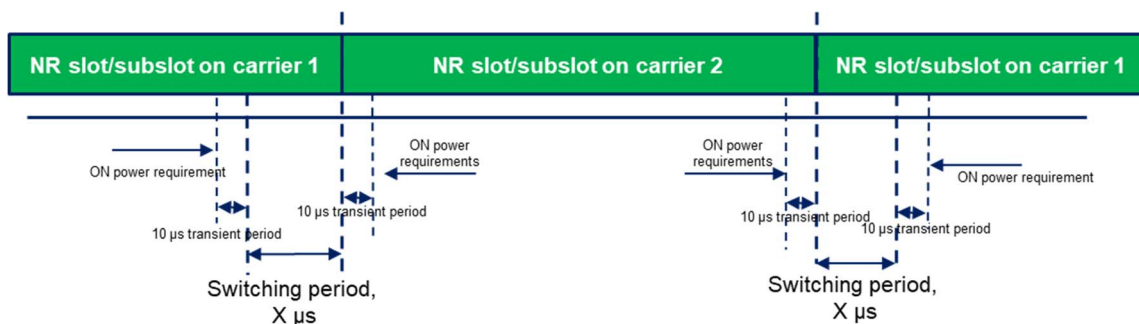 NR slot/subslot on carrier 1
NR slot/subslot on carrier 2
NR slot/subslot on carrier 1
ON power requirement
ON power
requirements
ON power
requirements
ON power requirement
10 µs transient period
10 µs transient period
10 µs transient period
10 µs transient
period
Switching period,
X µs
Switching period,
X µs